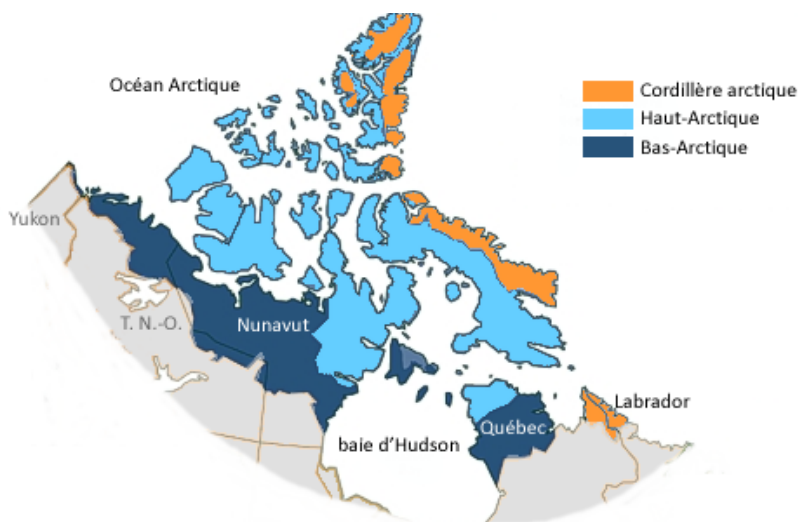 Océan Arctique
Cordillère arctique
Haut-Arctique
Bas-Arctique
Yukon
T. N.-O.
Nunavut
Labrador
Québec
baie d'Hudson